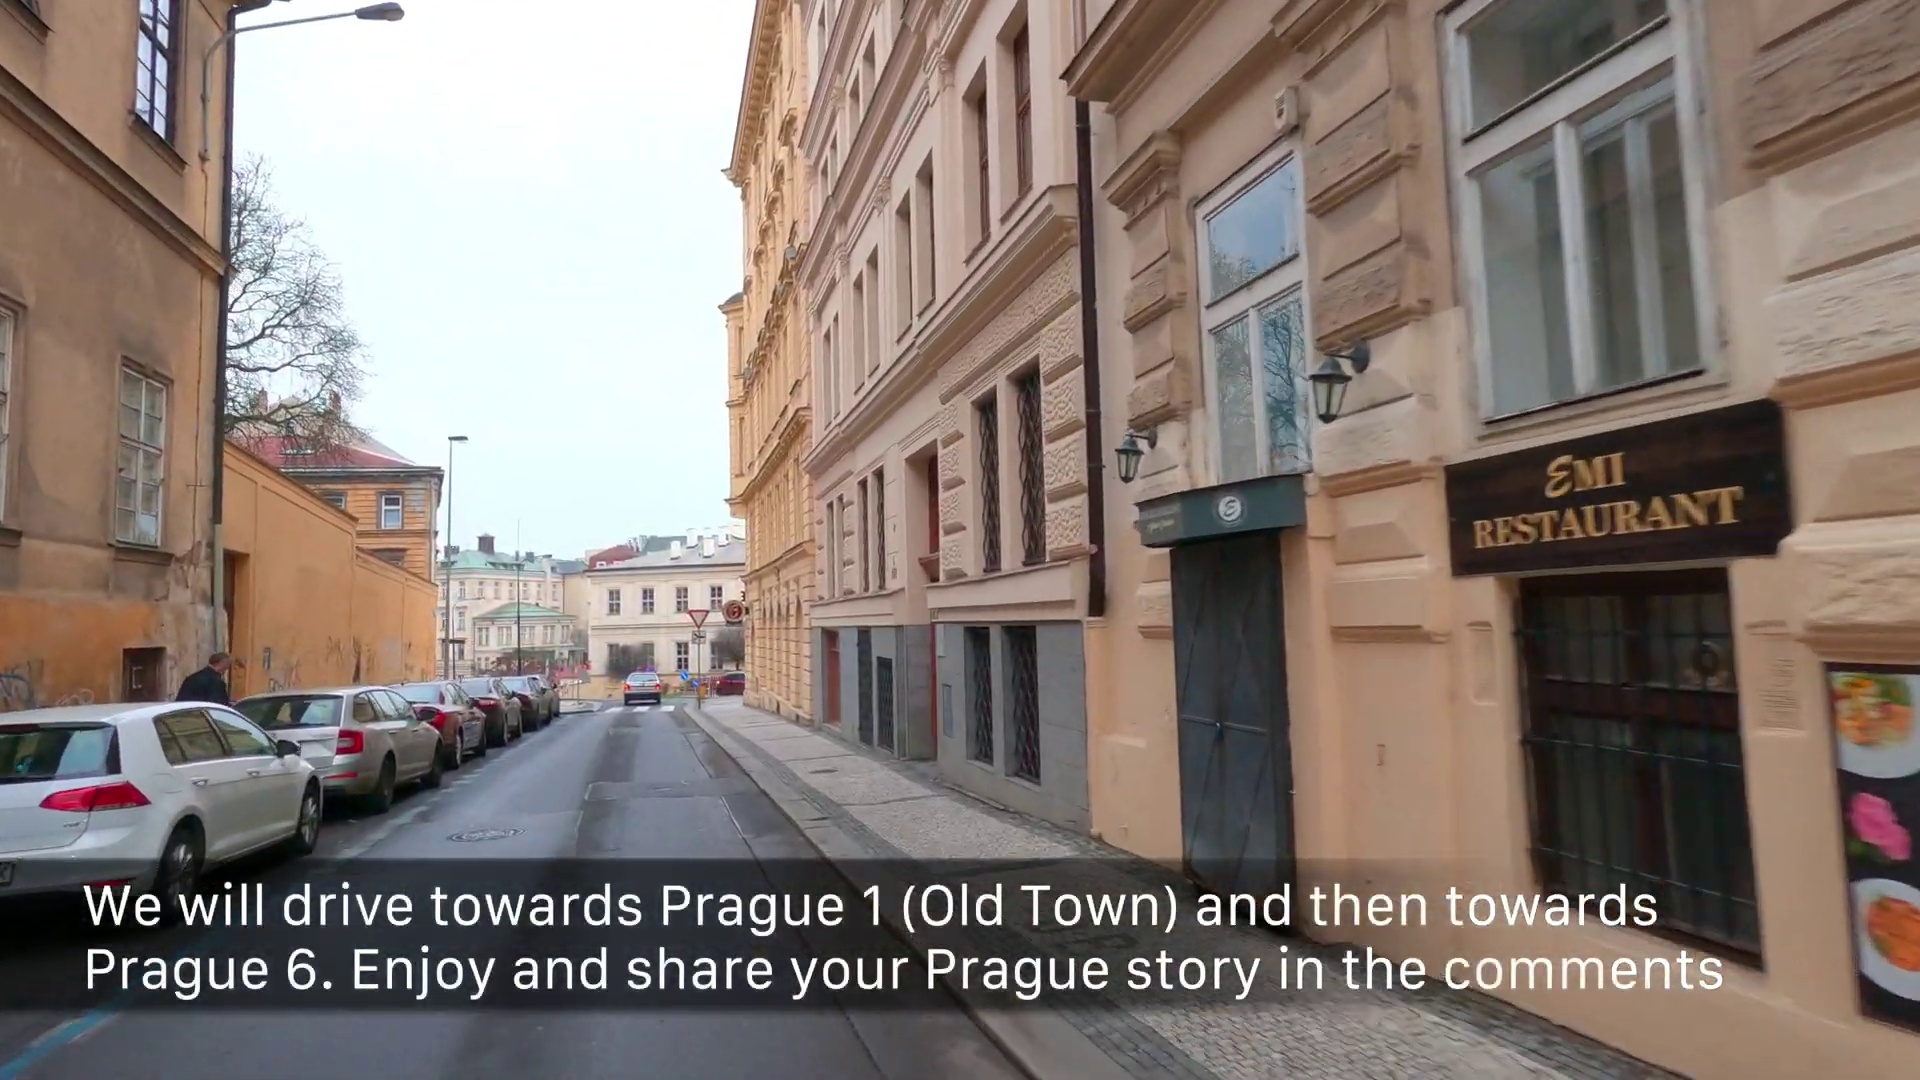 EMI
RESTAURANT
We will drive towards Prague 1 (Old Town) and then towards
Prague 6. Enjoy and share your Prague story in the comments